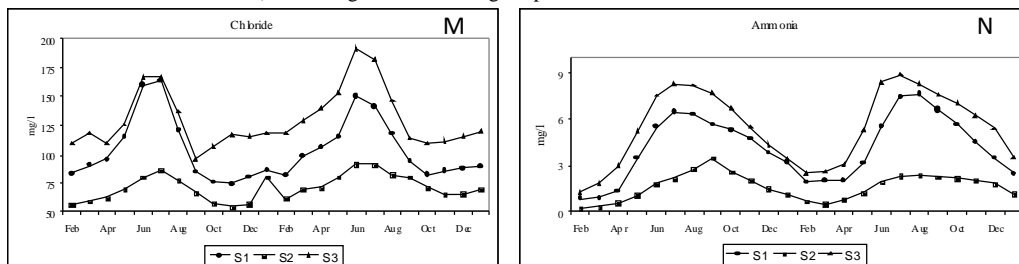 Chloride M
200
175
150
125
100
75
50
mg/l
Feb Apr Jun Aug Oct Dec Feb Apr Jun Aug Oct Dec
S1 S2 S3
Ammonia N
9
6
3
0
mg/l
Feb Apr Jun Aug Oct Dec Feb Apr Jun Aug Oct Dec
S1 S2 S3